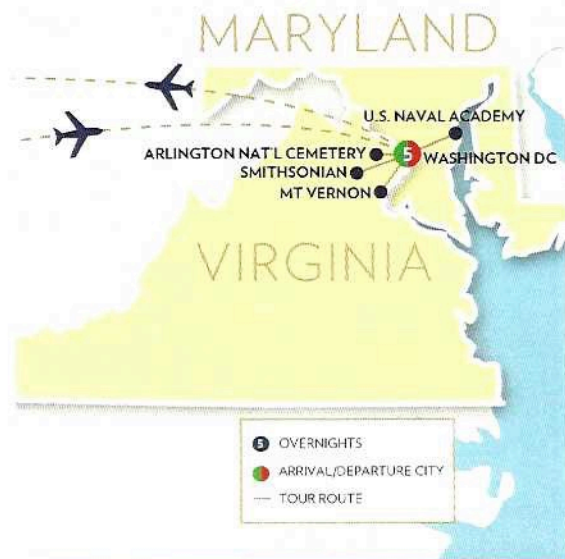 MARYLAND
U.S. NAVAL ACADEMY
ARLINGTON NAT'L CEMETERY
5
WASHINGTON DC
SMITHSONIAN
MT VERNON
VIRGINIA
5 OVERNIGHTS
ARRIVAL/DEPARTURE CITY
TOUR ROUTE